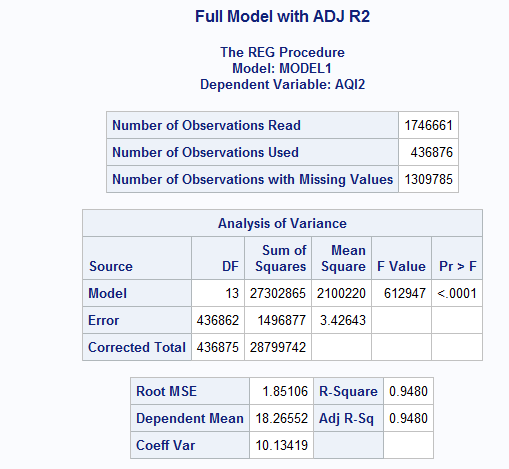 Full Model with ADJ R2
The REG Procedure
Model: MODEL1
Dependent Variable: AQI2
Number of Observations Read 1746661
Number of Observations Used 436876
Number of Observations with Missing Values 1309785
Analysis of Variance
Source DF Sum of Squares Mean Square F Value Pr > F
Model 13 27302865 2100220 612947 <.0001
Error 436862 1496877 3.42643
Corrected Total 436875 28799742
Root MSE 1.85106 R-Square 0.9480
Dependent Mean 18.26552 Adj R-Sq 0.9480
Coeff Var 10.13419